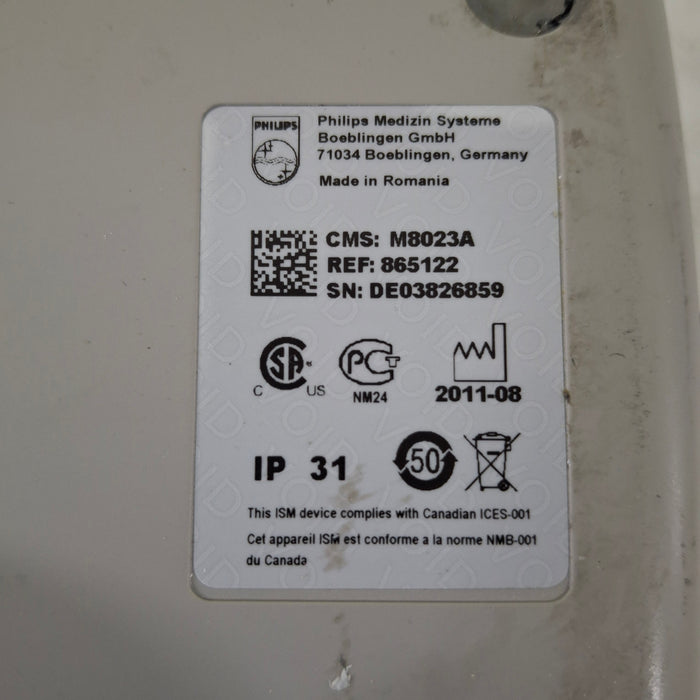 PHILIPS
Philips Medizin Systeme
Boeblingen GmbH
71034 Boeblingen, Germany
Made in Romania
CMS: M8023A
REF: 865122
SN: DE03826859
C SA US
PCT
NM24
2011-08
IP 31
50
This ISM device complies with Canadian ICES-001
Cet appareil ISM est conforme a la norme NMB-001
du Canada